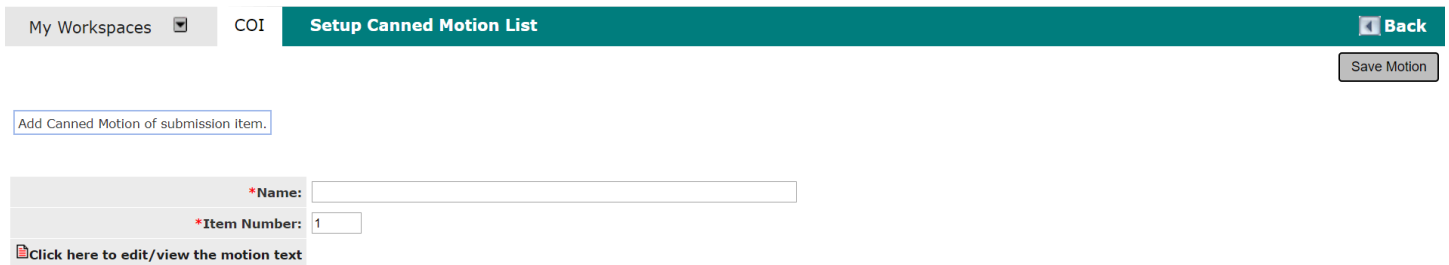 My Workspaces COI Setup Canned Motion List Back
Save Motion
Add Canned Motion of submission item.
*Name:
*Item Number: 1
Click here to edit/view the motion text